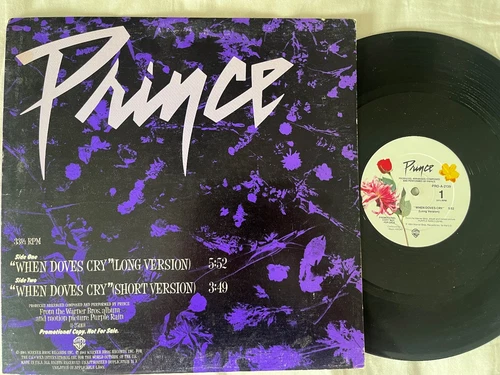 Prince
33⅓ RPM
Side One
"WHEN DOVES CRY" (LONG VERSION) 5:52
Side Two
"WHEN DOVES CRY" (SHORT VERSION) 3:49
PRODUCED, ARRANGED, COMPOSED AND PERFORMED BY PRINCE
From the Warner Bros. album
and motion picture Purple Rain
Promotional Copy. Not For Sale.
Prince
1
"WHEN DOVES CRY"
(Long Version)